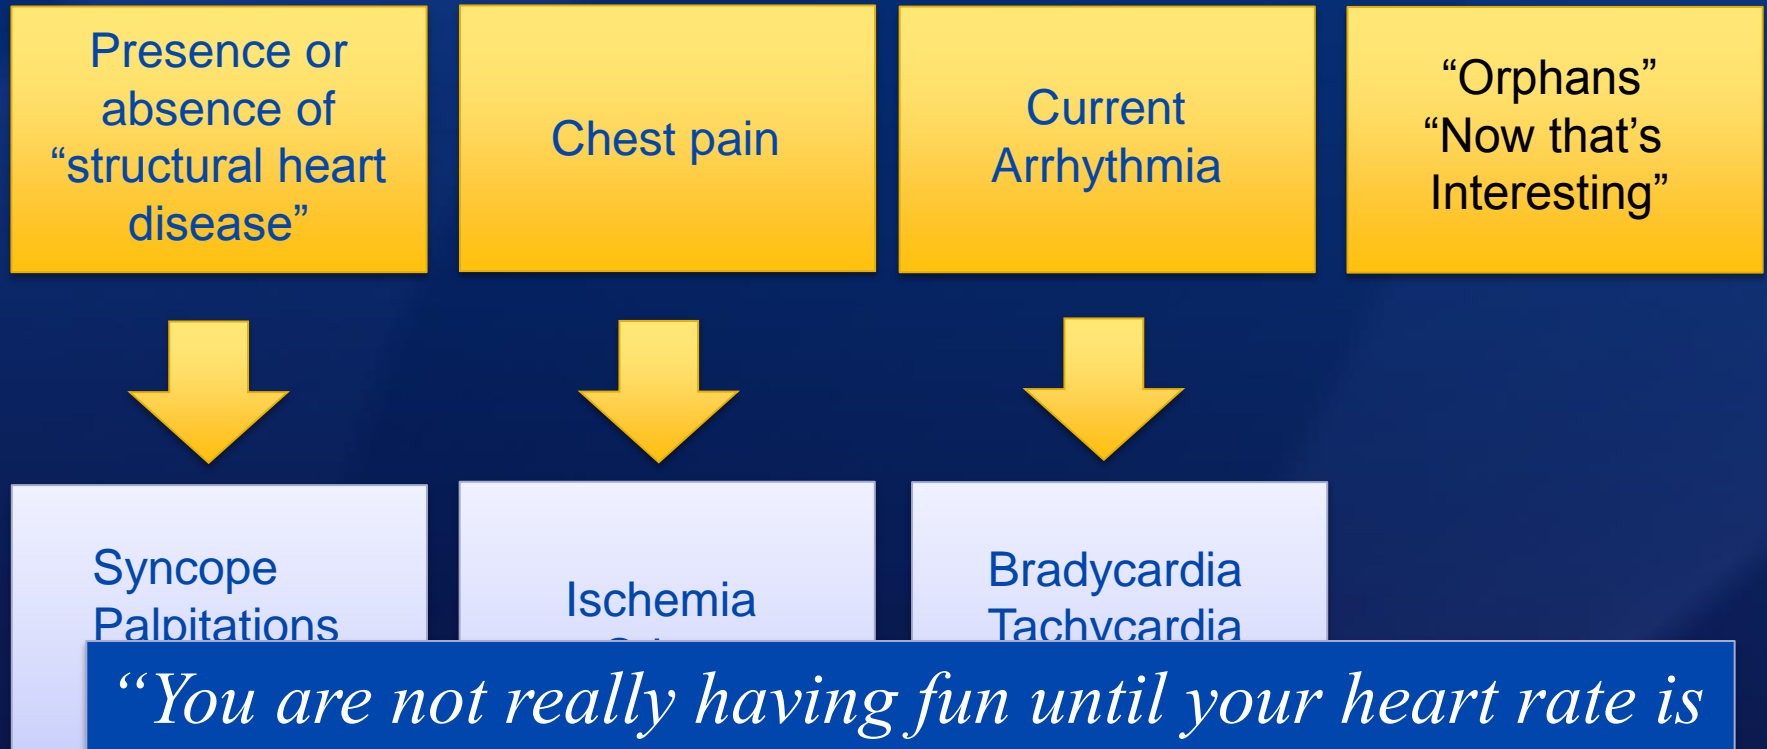 Presence or
absence of
“structural heart
disease”
Chest pain
Current
Arrhythmia
“Orphans”
“Now that’s
Interesting”
Syncope
Palpitations
Ischemia
Bradycardia
Tachycardia
“You are not really having fun until your heart rate is